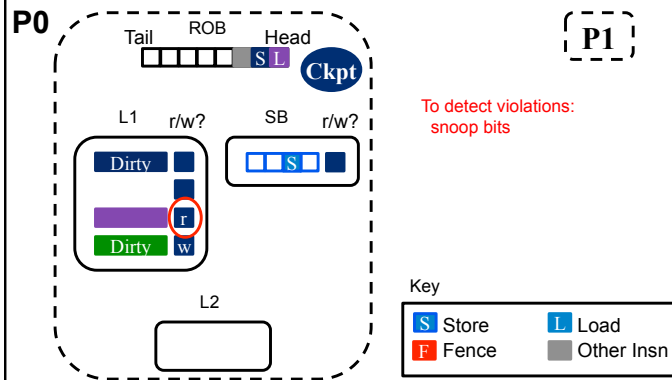 P0
ROB
Tail
Head
S L
Ckpt
P1
To detect violations:
snoop bits
L1 r/w?
SB r/w?
Dirty
S
r
Dirty w
L2
Key
S Store
L Load
F Fence
Other Insn